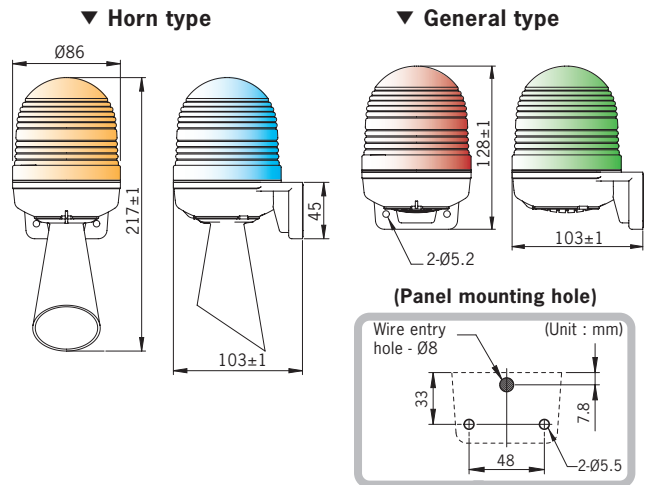 ▼ Horn type
Ø86
217±1
45
103±1
▼ General type
128±1
103±1
2-Ø5.2
(Panel mounting hole)
Wire entry
hole - Ø8
(Unit : mm)
33
7.8
48
2-Ø5.5